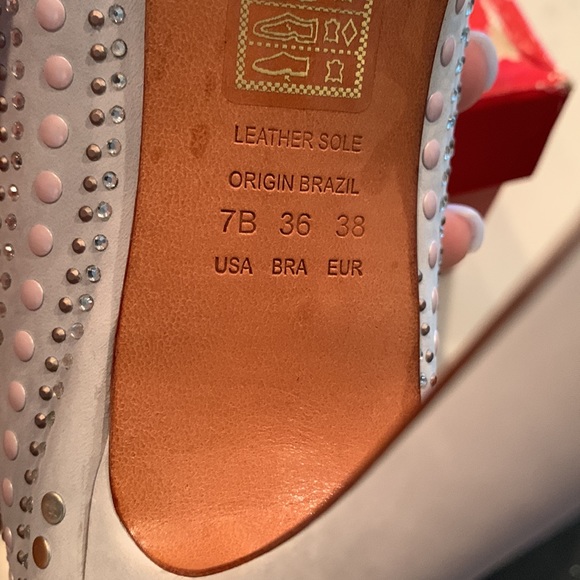 LEATHER SOLE
ORIGIN BRAZIL
7B 36 38
USA BRA EUR